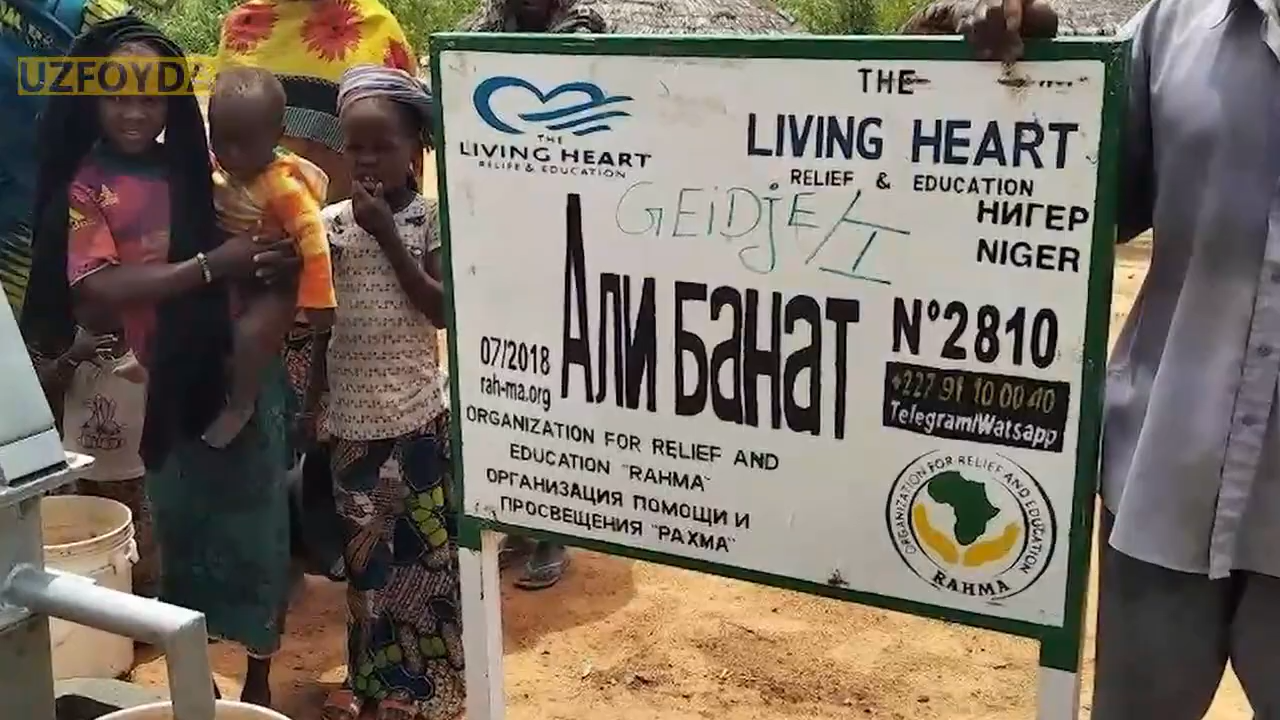 UZFOYDA
THE
LIVING HEART
RELIFE & EDUCATION
THE
LIVING HEART
RELIEF & EDUCATION
НИГЕР
NIGER
GEiDjE/I
Али Банат
N°2810
07/2018
rah-ma.org
+227 91 10 00 40
Telegram/Watsapp
ORGANIZATION FOR RELIEF AND
EDUCATION "RAHMA"
ОРГАНИЗАЦИЯ ПОМОЩИ И
ПРОСВЕЩЕНИЯ "РАХМА"
ORGANIZATION FOR RELIEF AND EDUCATION
RAHMA